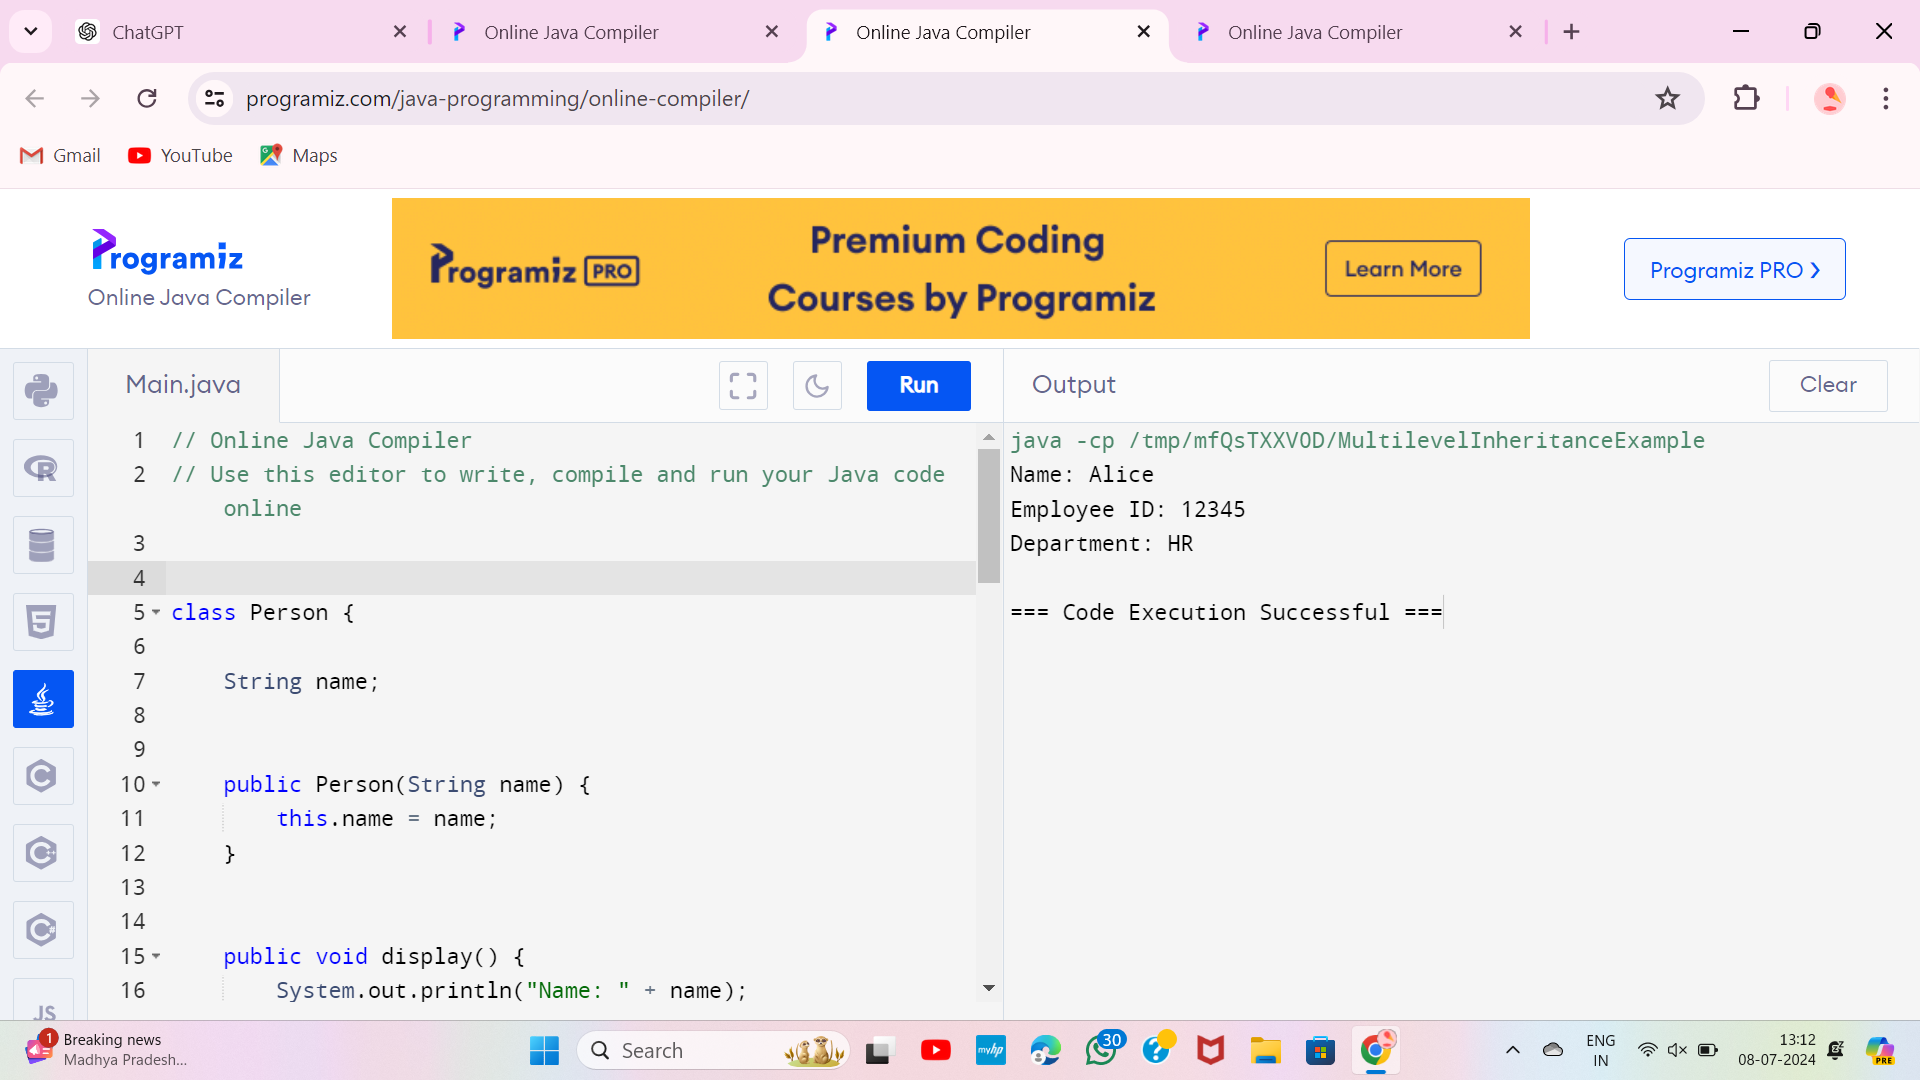 ChatGPT
Online Java Compiler
Online Java Compiler
Online Java Compiler
programiz.com/java-programming/online-compiler/
Gmail
YouTube
Maps
Programiz
Online Java Compiler
Programiz PRO
Premium Coding
Courses by Programiz
Learn More
Programiz PRO ❯
Main.java
Run
Output
Clear
1 // Online Java Compiler
2 // Use this editor to write, compile and run your Java code
online
3
4
5 class Person {
6
7 String name;
8
9
10 public Person(String name) {
11 this.name = name;
12 }
13
14
15 public void display() {
16 System.out.println("Name: " + name);
java -cp /tmp/mfQsTXXV0D/MultilevelInheritanceExample
Name: Alice
Employee ID: 12345
Department: HR
=== Code Execution Successful ===
R
5
C
C++
C#
JS
1
Breaking news
Madhya Pradesh...
Search
myhp
30
?
ENG
IN
13:12
08-07-2024
PRE